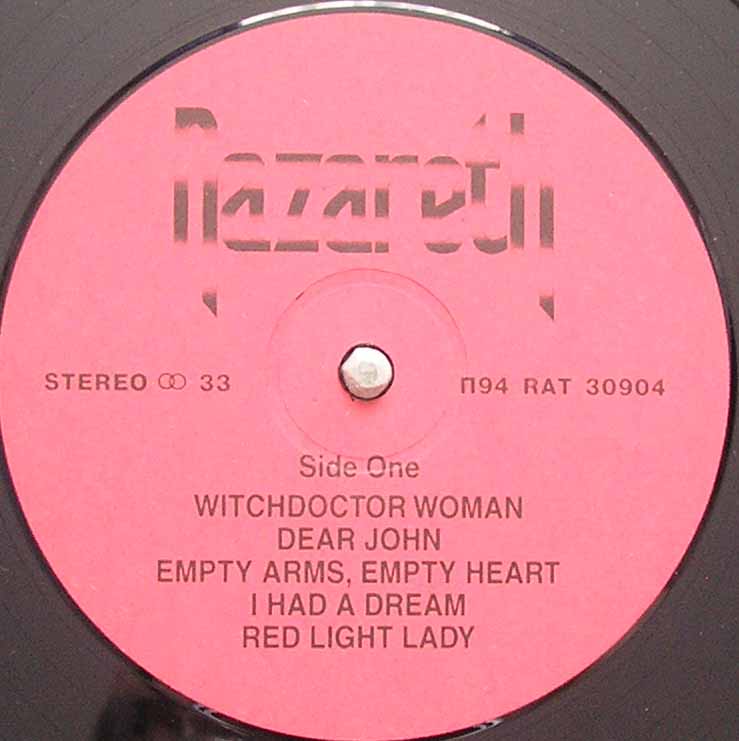 Nazareth
STEREO ⚭ 33
П94 RAT 30904
Side One
WITCHDOCTOR WOMAN
DEAR JOHN
EMPTY ARMS, EMPTY HEART
I HAD A DREAM
RED LIGHT LADY